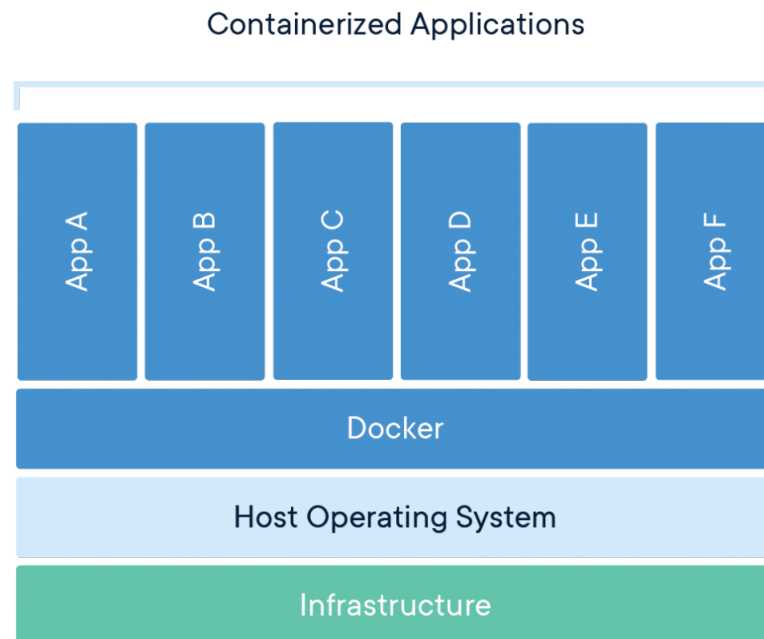 Containerized Applications
App A
App B
App C
App D
App E
App F
Docker
Host Operating System
Infrastructure